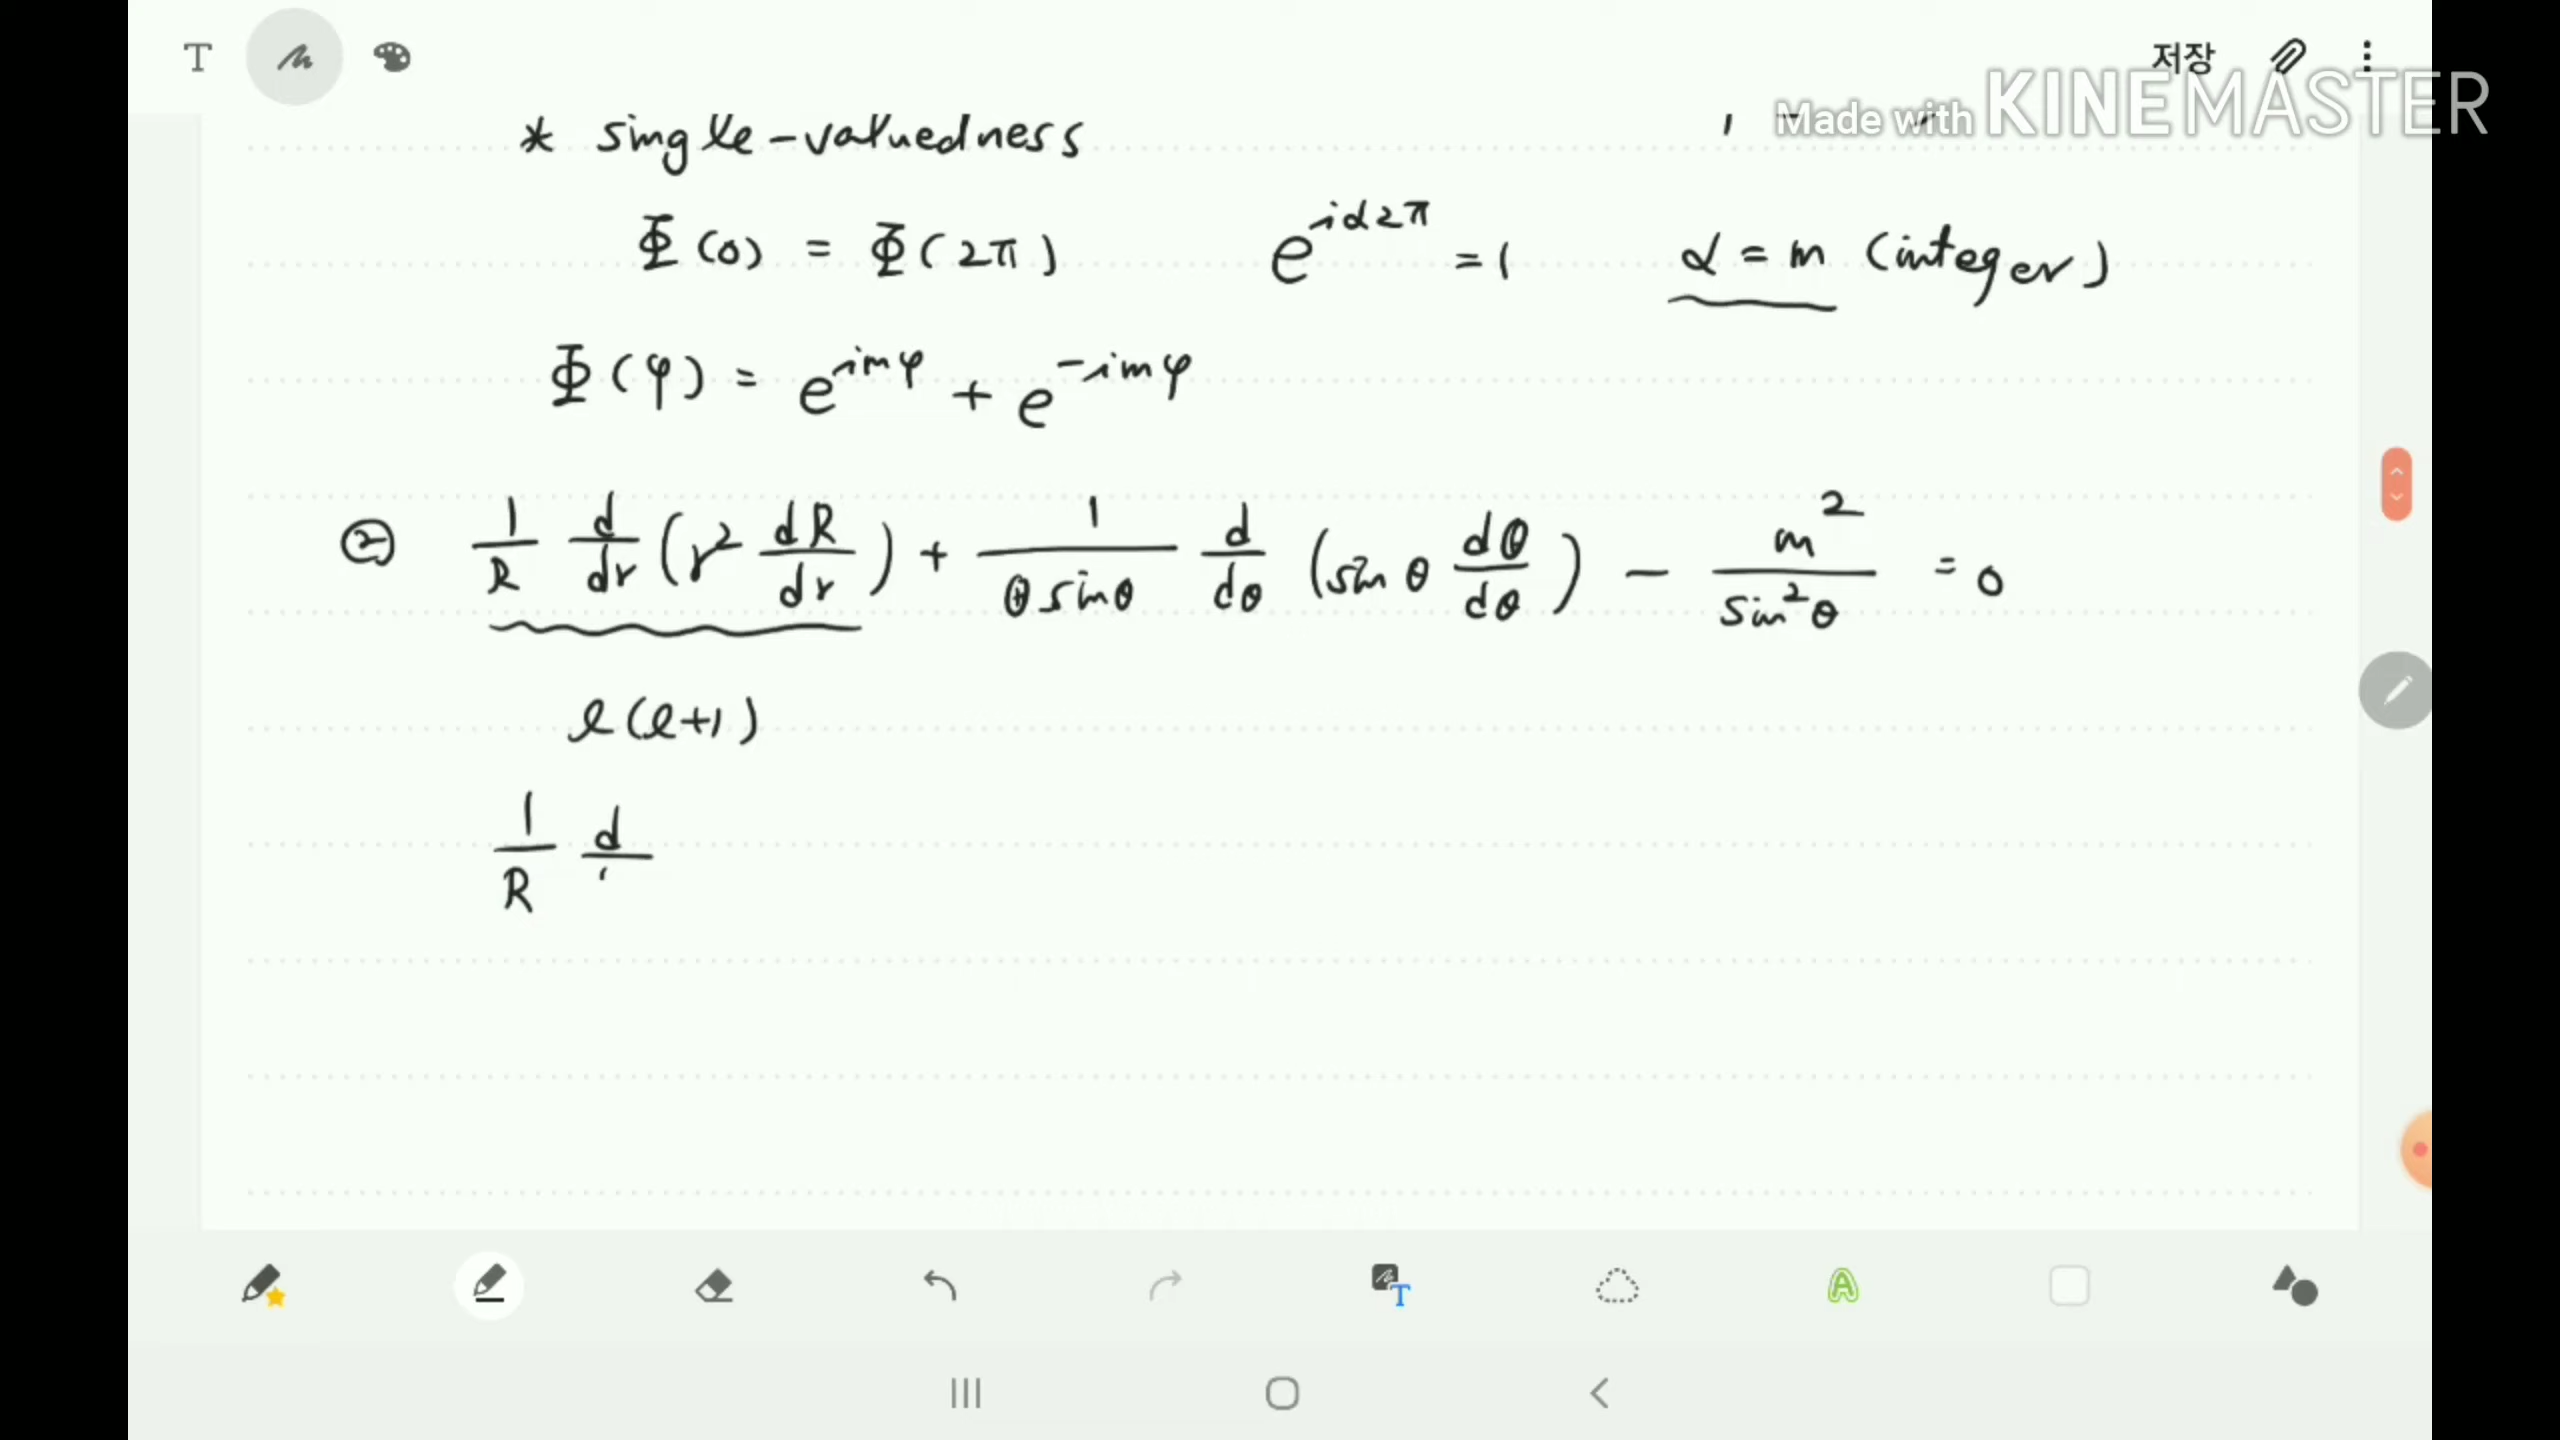 T 저장
Made with KINEMASTER
* single-valuedness
Φ(0) = Φ(2π) e^{iα2π} = 1 α = m (integer)
Φ(φ) = e^{imφ} + e^{-imφ}
② 1/R d/dr (r² dR/dr) + 1/(Θ sinθ) d/dθ (sinθ dΘ/dθ) - m²/sin²θ = 0
l(l+1)
1/R d
T A